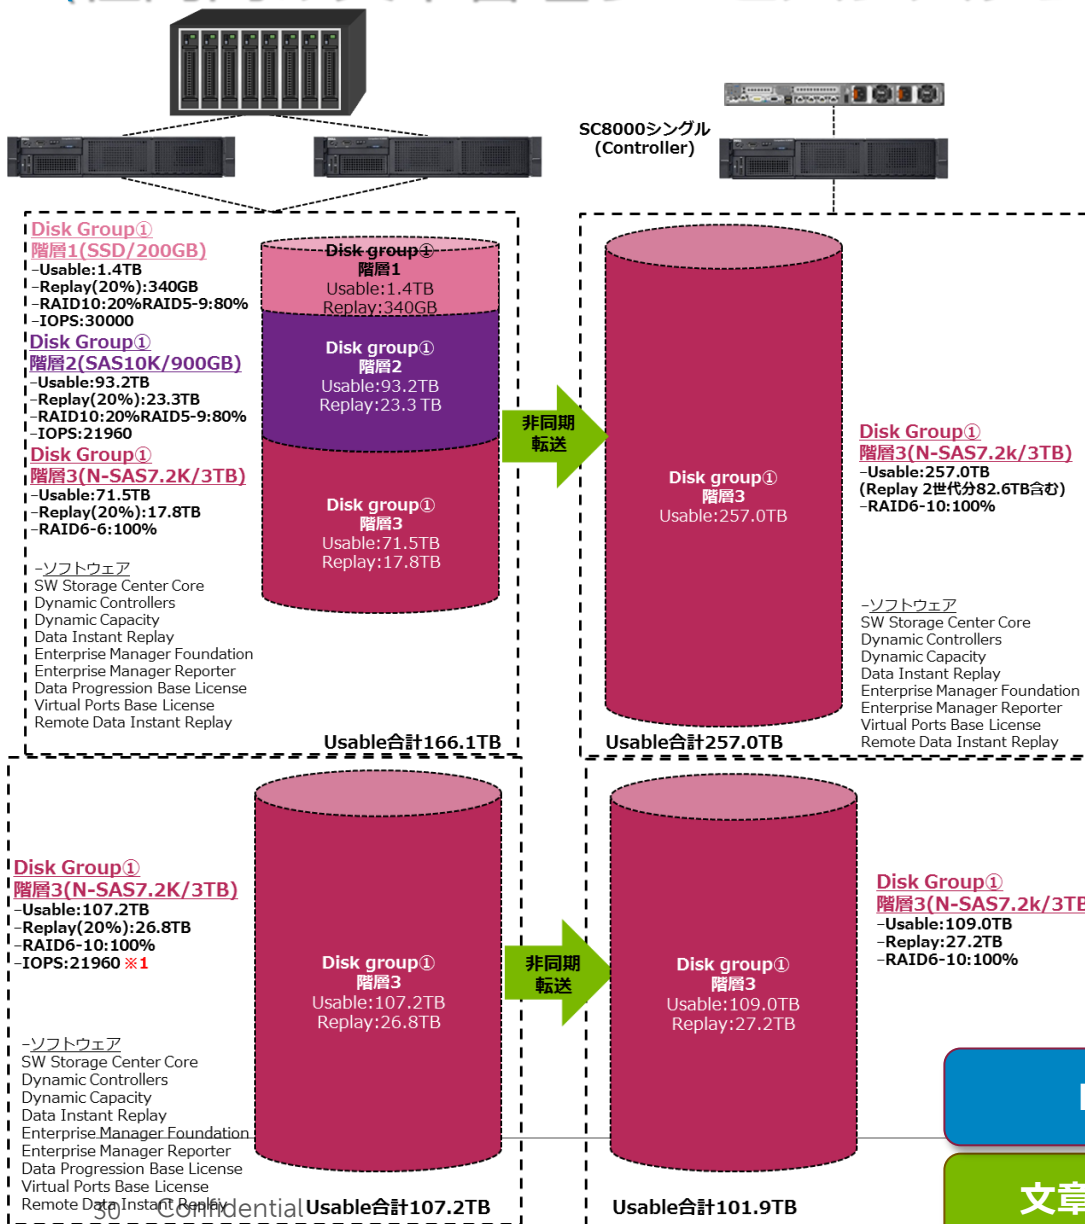 SC8000シングル
(Controller)
Disk Group①
階層1(SSD/200GB)
–Usable:1.4TB
–Replay(20%):340GB
–RAID10:20%RAID5-9:80%
–IOPS:30000
Disk Group①
階層2(SAS10K/900GB)
–Usable:93.2TB
–Replay(20%):23.3TB
–RAID10:20%RAID5-9:80%
–IOPS:21960
Disk Group①
階層3(N-SAS7.2K/3TB)
–Usable:71.5TB
–Replay(20%):17.8TB
–RAID6-6:100%
–ソフトウェア
SW Storage Center Core
Dynamic Controllers
Dynamic Capacity
Data Instant Replay
Enterprise Manager Foundation
Enterprise Manager Reporter
Data Progression Base License
Virtual Ports Base License
Remote Data Instant Replay
Disk group①
階層1
Usable:1.4TB
Replay:340GB
Disk group①
階層2
Usable:93.2TB
Replay:23.3 TB
Disk group①
階層3
Usable:71.5TB
Replay:17.8TB
Usable合計166.1TB
非同期
転送
Disk group①
階層3
Usable:257.0TB
Disk Group①
階層3(N-SAS7.2k/3TB)
–Usable:257.0TB
(Replay 2世代分82.6TB含む)
–RAID6-10:100%
–ソフトウェア
SW Storage Center Core
Dynamic Controllers
Dynamic Capacity
Data Instant Replay
Enterprise Manager Foundation
Enterprise Manager Reporter
Virtual Ports Base License
Remote Data Instant Replay
Usable合計257.0TB
Disk Group①
階層3(N-SAS7.2K/3TB)
–Usable:107.2TB
–Replay(20%):26.8TB
–RAID6-10:100%
–IOPS:21960 ※1
–ソフトウェア
SW Storage Center Core
Dynamic Controllers
Dynamic Capacity
Data Instant Replay
Enterprise Manager Foundation
Enterprise Manager Reporter
Data Progression Base License
Virtual Ports Base License
Remote Data Instant Replay
Disk group①
階層3
Usable:107.2TB
Replay:26.8TB
Usable合計107.2TB
非同期
転送
Disk group①
階層3
Usable:109.0TB
Replay:27.2TB
Disk Group①
階層3(N-SAS7.2k/3TB
–Usable:109.0TB
–Replay:27.2TB
–RAID6-10:100%
Usable合計101.9TB
文章
30 Confidential